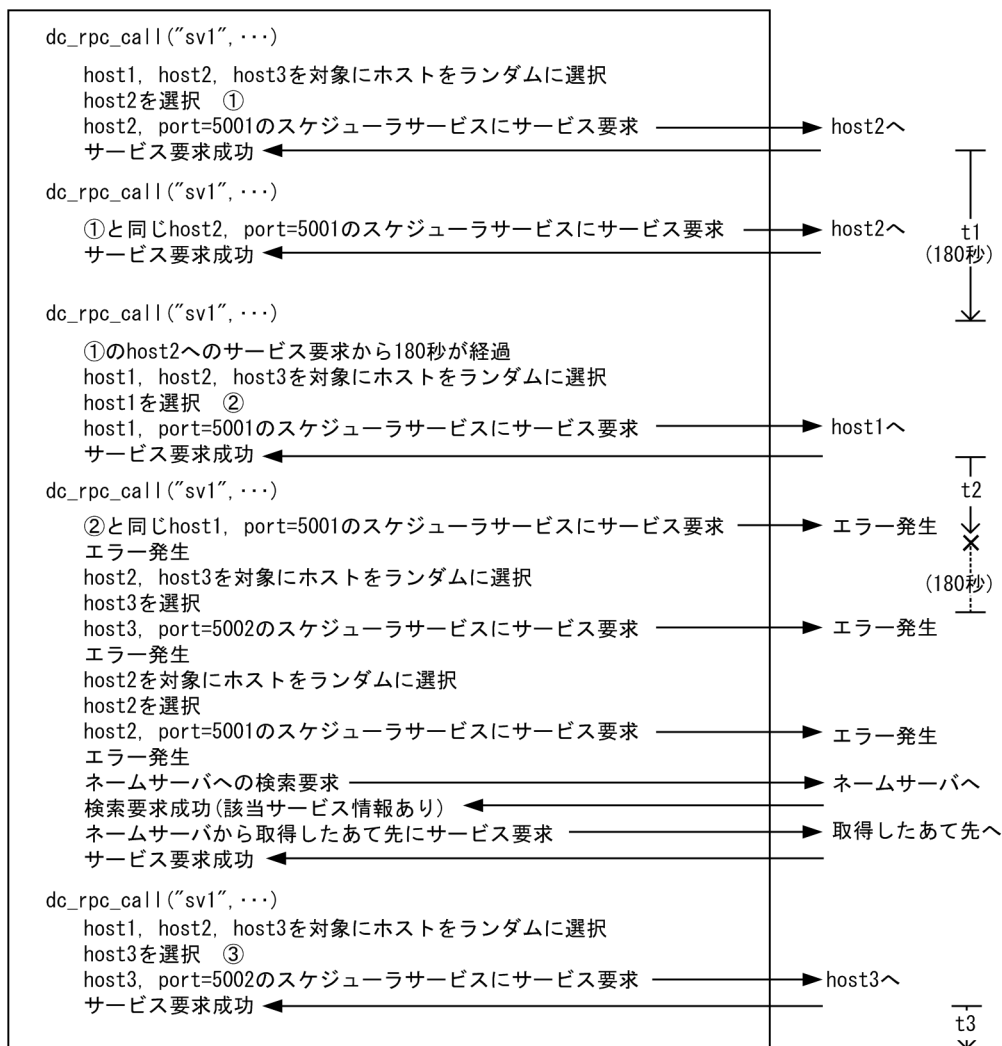 dc_rpc_call("sv1",···)
host1, host2, host3を対象にホストをランダムに選択
host2を選択　①
host2, port=5001のスケジューラサービスにサービス要求
host2へ
サービス要求成功
dc_rpc_call("sv1",···)
①と同じhost2, port=5001のスケジューラサービスにサービス要求
host2へ
t1
サービス要求成功
(180秒)
dc_rpc_call("sv1",···)
①のhost2へのサービス要求から180秒が経過
host1, host2, host3を対象にホストをランダムに選択
host1を選択　②
host1, port=5001のスケジューラサービスにサービス要求
host1へ
サービス要求成功
dc_rpc_call("sv1",···)
t2
②と同じhost1, port=5001のスケジューラサービスにサービス要求
エラー発生
エラー発生
host2, host3を対象にホストをランダムに選択
(180秒)
host3を選択
host3, port=5002のスケジューラサービスにサービス要求
エラー発生
エラー発生
host2を対象にホストをランダムに選択
host2を選択
host2, port=5001のスケジューラサービスにサービス要求
エラー発生
エラー発生
ネームサーバへの検索要求
ネームサーバへ
検索要求成功(該当サービス情報あり)
ネームサーバから取得したあて先にサービス要求
取得したあて先へ
サービス要求成功
dc_rpc_call("sv1",···)
host1, host2, host3を対象にホストをランダムに選択
host3を選択　③
host3, port=5002のスケジューラサービスにサービス要求
host3へ
サービス要求成功
t3